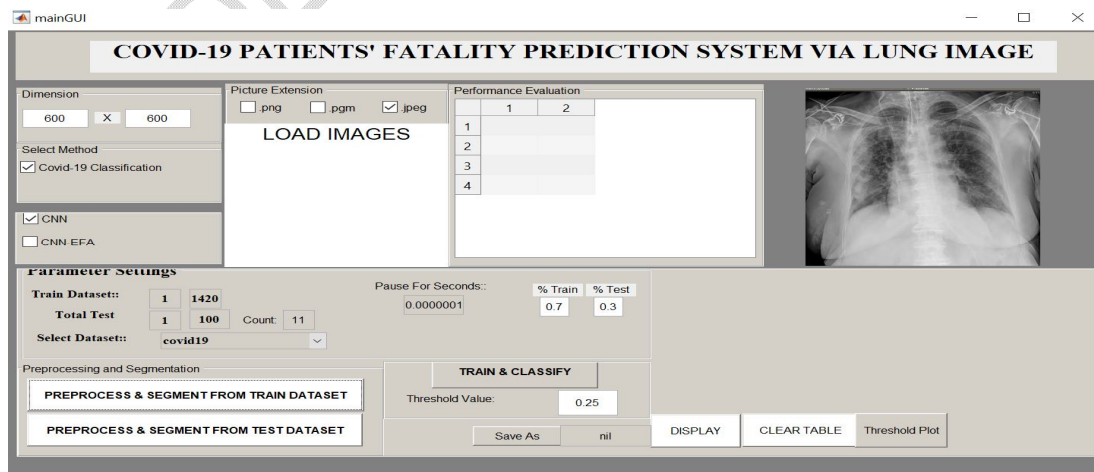 mainGUI
COVID-19 PATIENTS' FATALITY PREDICTION SYSTEM VIA LUNG IMAGE
Dimension
600 X 600
Select Method
Covid-19 Classification
CNN
CNN-EFA
Picture Extension
.png .pgm .jpeg
LOAD IMAGES
Performance Evaluation
1 2
1
2
3
4
Parameter Settings
Train Dataset:: 1 1420
Total Test 1 100 Count: 11
Select Dataset:: covid19
Pause For Seconds::
0.0000001
% Train % Test
0.7 0.3
Preprocessing and Segmentation
PREPROCESS & SEGMENT FROM TRAIN DATASET
PREPROCESS & SEGMENT FROM TEST DATASET
TRAIN & CLASSIFY
Threshold Value: 0.25
Save As nil
DISPLAY
CLEAR TABLE
Threshold Plot